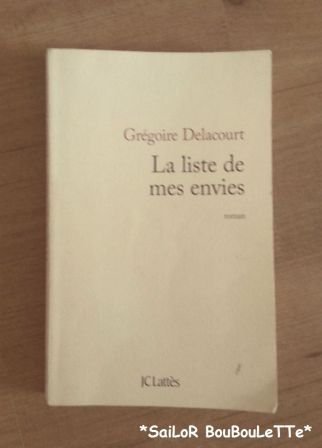 Grégoire Delacourt
La liste de
mes envies
roman
JC Lattès
*SaiLoR BouBouLeTTe*